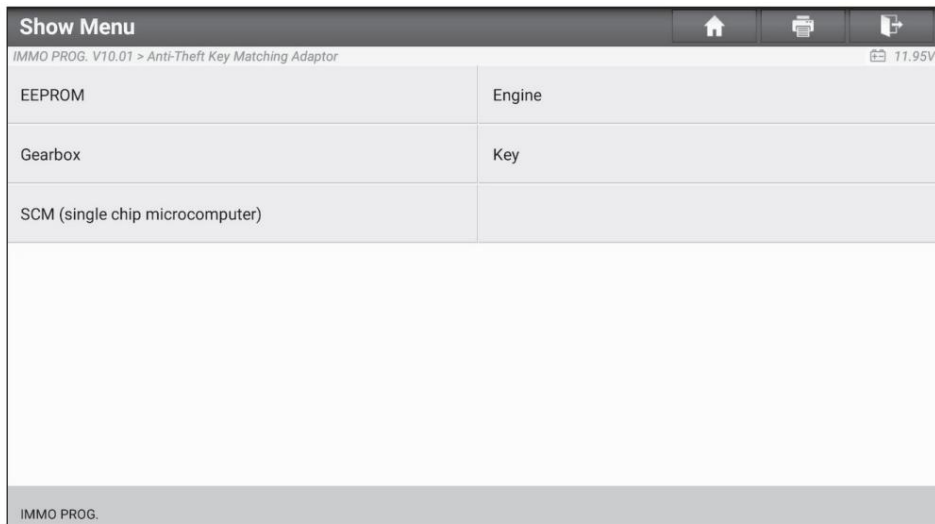 Show Menu
IMMO PROG. V10.01 > Anti-Theft Key Matching Adaptor
11.95V
EEPROM
Engine
Gearbox
Key
SCM (single chip microcomputer)
IMMO PROG.